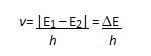 v= |E₁ – E₂| = ΔE
h h